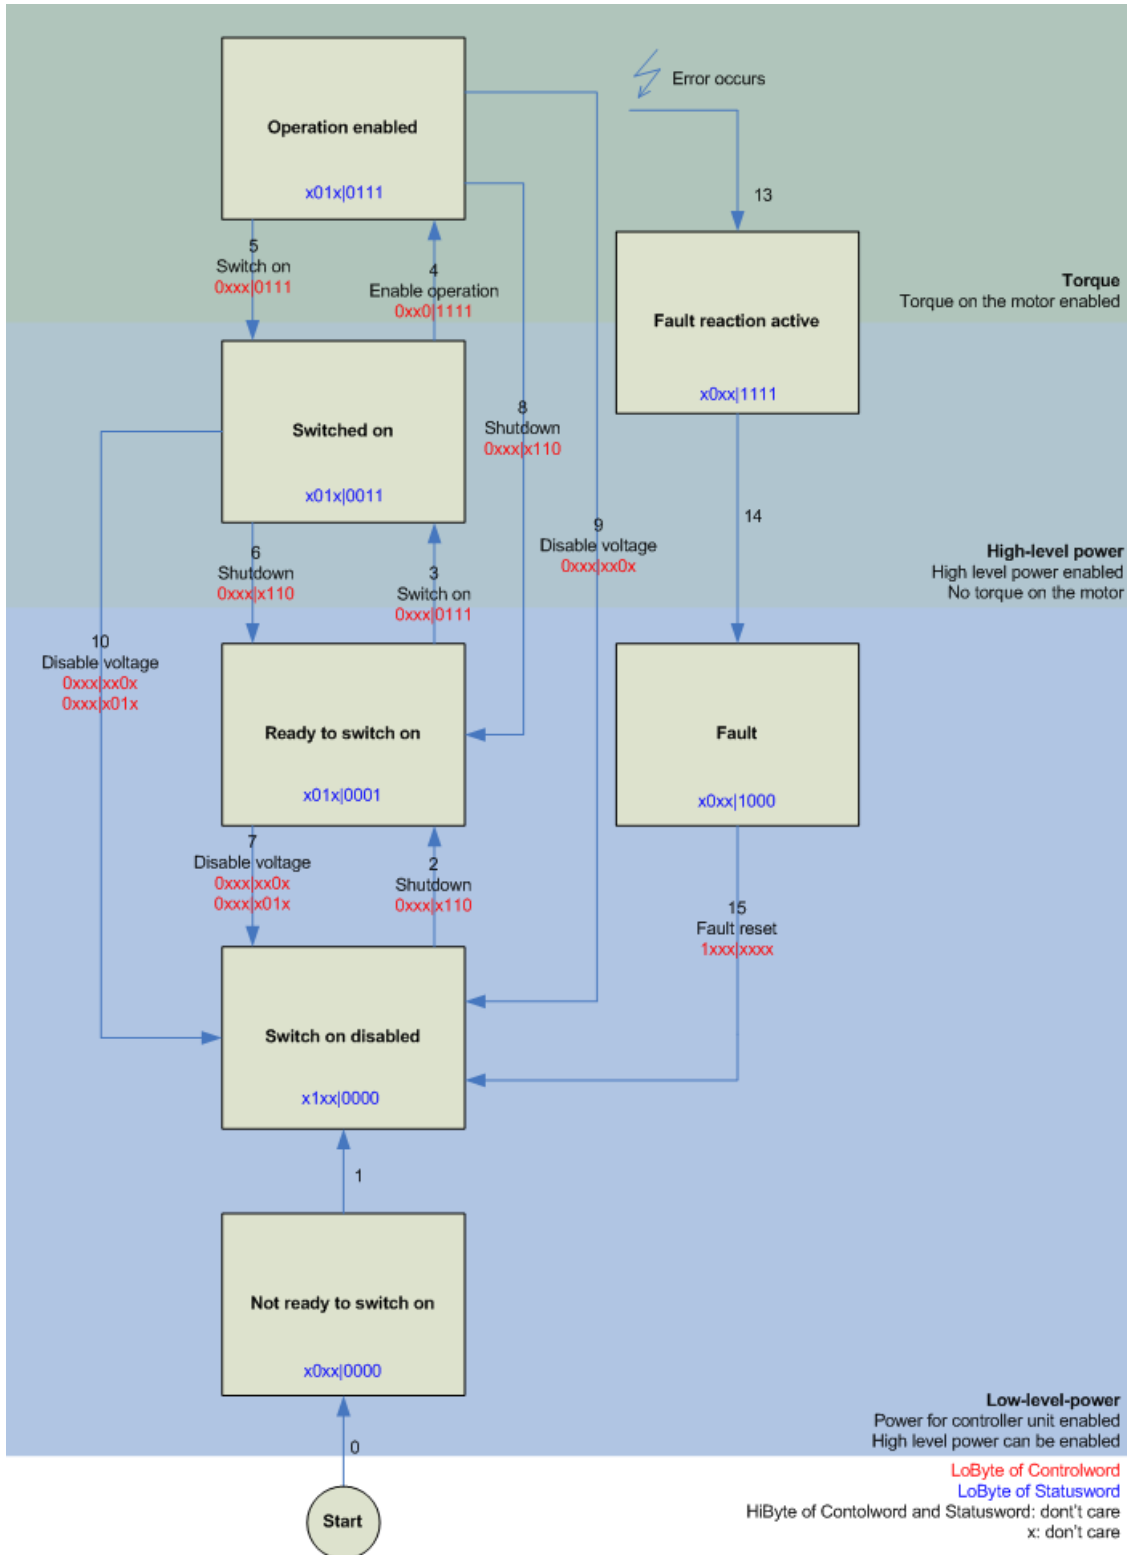 Operation enabled
x01x|0111
Error occurs
13
5
Switch on
0xxx|0111
4
Enable operation
0xx0|1111
Fault reaction active
x0xx|1111
Torque
Torque on the motor enabled
Switched on
x01x|0011
8
Shutdown
0xxx|x110
9
Disable voltage
0xxx|xx0x
14
6
Shutdown
0xxx|x110
3
Switch on
0xxx|0111
High-level power
High level power enabled
No torque on the motor
10
Disable voltage
0xxx|xx0x
0xxx|x01x
Ready to switch on
x01x|0001
Fault
x0xx|1000
7
Disable voltage
0xxx|xx0x
0xxx|x01x
2
Shutdown
0xxx|x110
15
Fault reset
1xxx|xxxx
Switch on disabled
x1xx|0000
1
Not ready to switch on
x0xx|0000
0
Start
Low-level-power
Power for controller unit enabled
High level power can be enabled
LoByte of Controlword
LoByte of Statusword
HiByte of Contolword and Statusword: dont't care
x: don't care